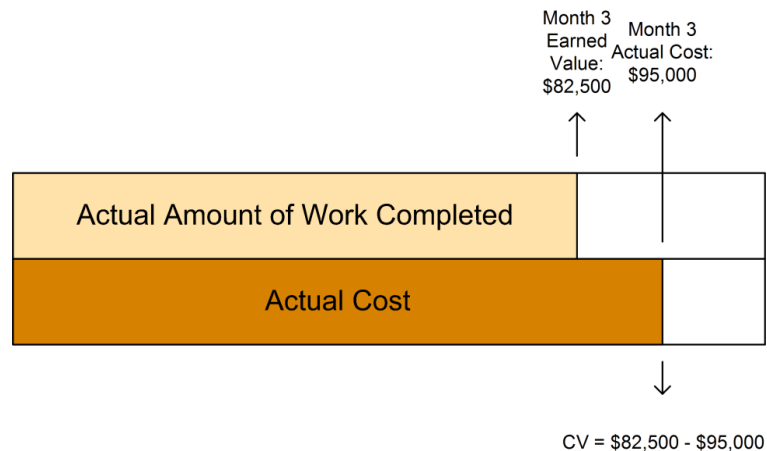 Month 3
Earned
Value:
$82,500
Month 3
Actual Cost:
$95,000
Actual Amount of Work Completed
Actual Cost
CV = $82,500 - $95,000